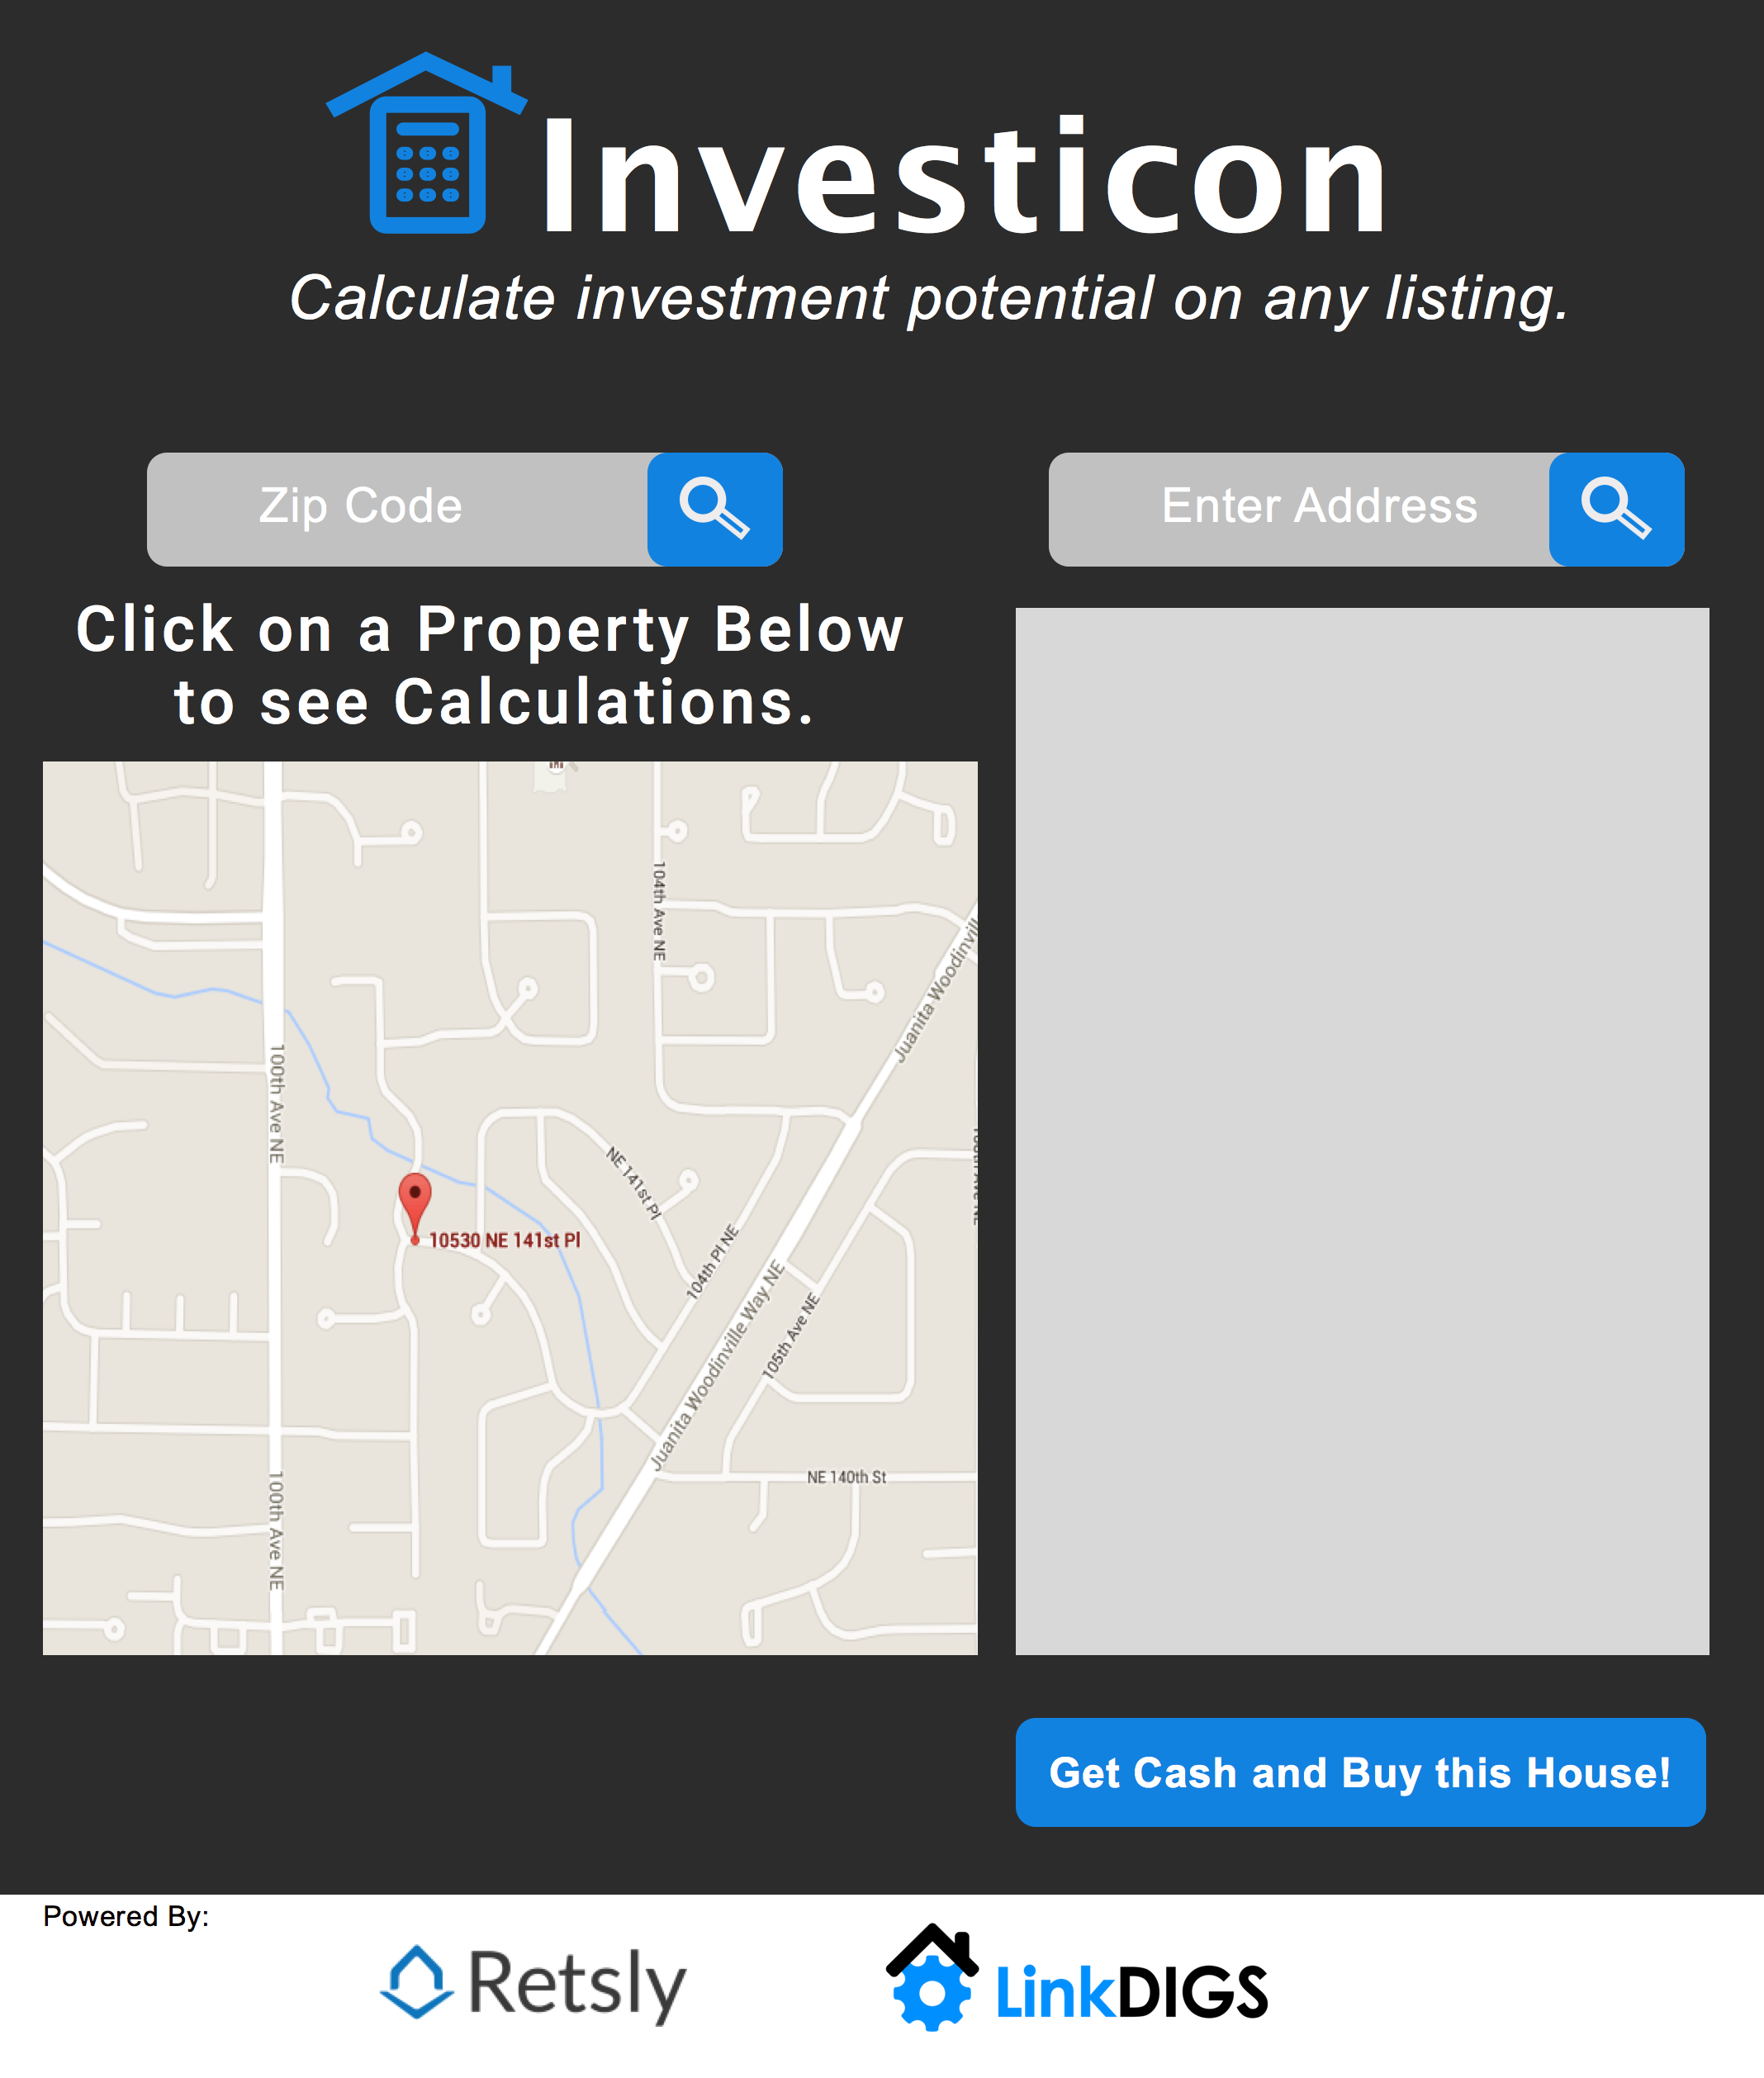 Investicon
Calculate investment potential on any listing.
Zip Code
Enter Address
Click on a Property Below
to see Calculations.
104th Ave NE
Juanita Woodinvill
100th Ave NE
NE 141st Pl
10530 NE 141st Pl
104th Pl NE
Juanita Woodinville Way NE
105th Ave NE
NE 140th St
100th Ave NE
Get Cash and Buy this House!
Powered By:
Retsly
LinkDIGS